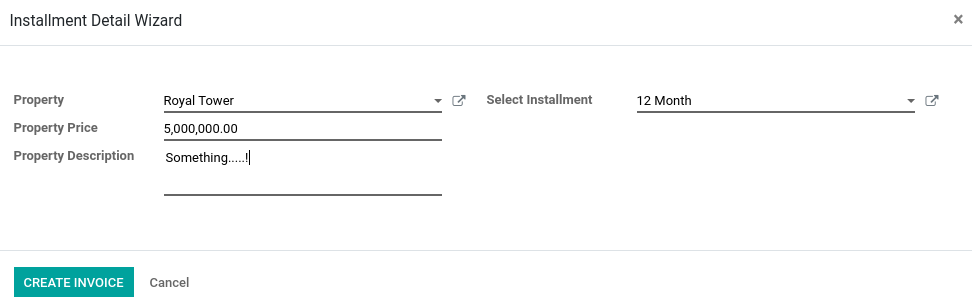 Installment Detail Wizard
×
Property Royal Tower Select Installment 12 Month
Property Price 5,000,000.00
Property Description Something.....!
CREATE INVOICE Cancel